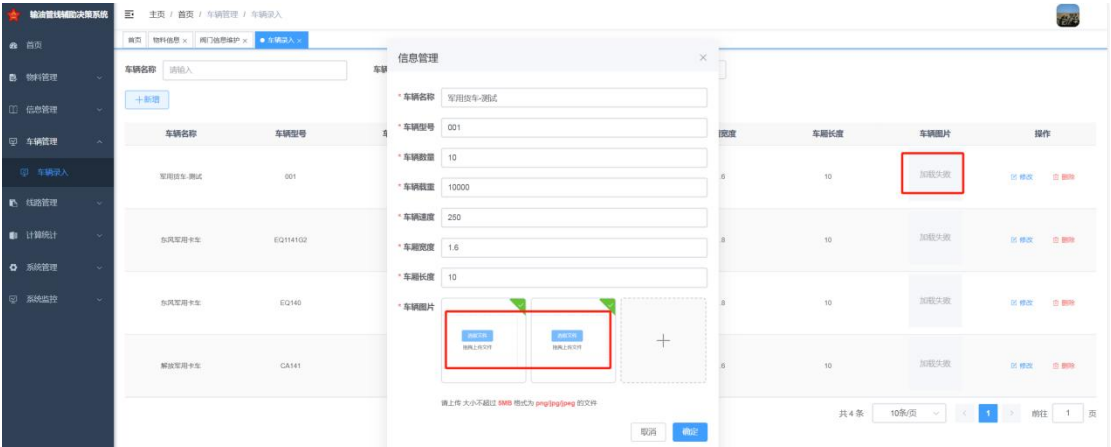 输油管线辅助决策系统
主页 / 首页 / 车辆管理 / 车辆录入
首页
首页 物料信息 × 阀门信息维护 × 车辆录入 ×
物料管理
信息管理
车辆管理
车辆录入
线路管理
计算统计
系统管理
系统监控
车辆名称 请输入 车辆
+新增
车辆名称 车辆型号 宽度 车厢长度 车辆图片 操作
军用货车-测试 001 10 加载失败 修改 删除
东风军用卡车 EQ1141G2 10 加载失败 修改 删除
东风军用卡车 EQ140 10 加载失败 修改 删除
解放军用卡车 CA141 10 加载失败 修改 删除
共4条 10条/页 1 前往 1 页
信息管理
* 车辆名称 军用货车-测试
* 车辆型号 001
* 车辆数量 10
* 车辆载重 10000
* 车辆速度 250
* 车厢宽度 1.6
* 车厢长度 10
* 车辆图片
请上传 大小不超过 5MB 格式为 png/jpg/jpeg 的文件
取消 确定